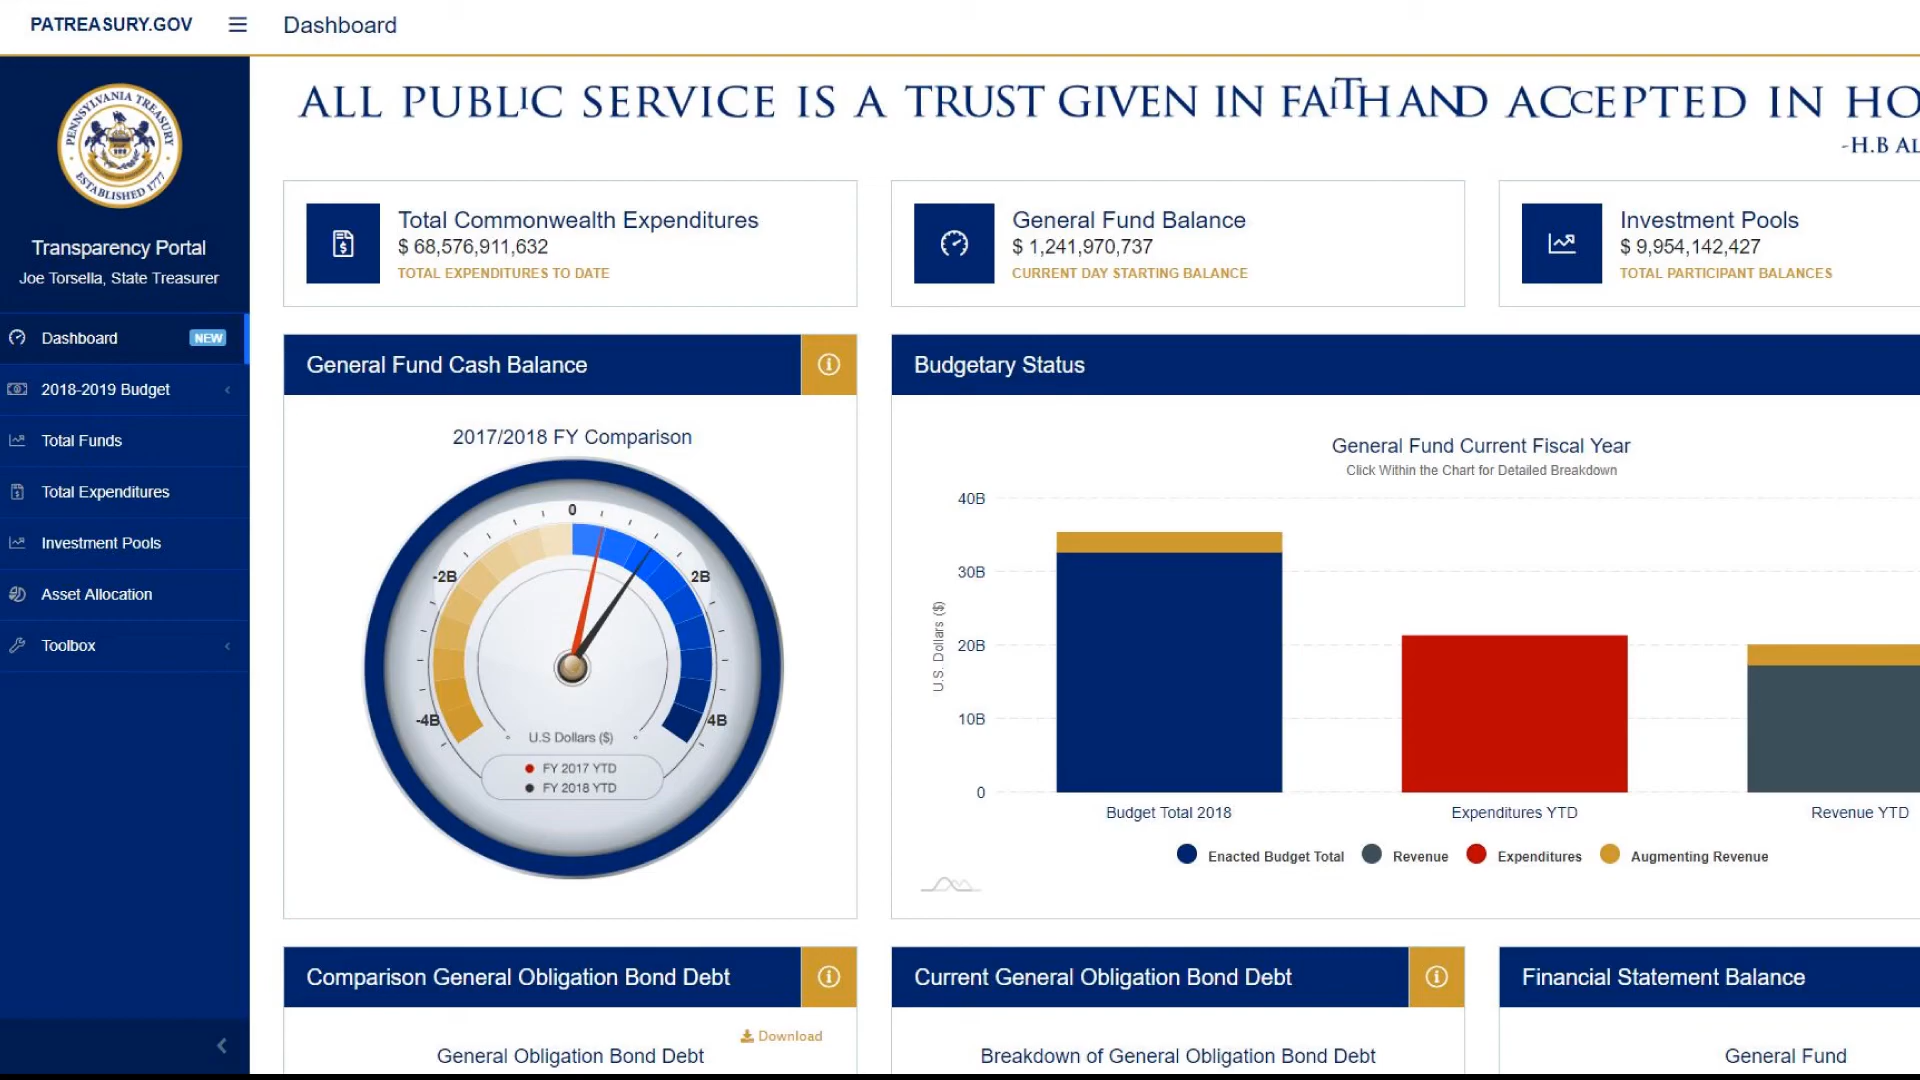 PATREASURY.GOV
Dashboard
ALL PUBLIC SERVICE IS A TRUST GIVEN IN FAITH AND ACCEPTED IN HO
-H.B AL
PENNSYLVANIA TREASURY
ESTABLISHED 1777
Transparency Portal
Joe Torsella, State Treasurer
Dashboard NEW
2018-2019 Budget
Total Funds
Total Expenditures
Investment Pools
Asset Allocation
Toolbox
Total Commonwealth Expenditures
$ 68,576,911,632
TOTAL EXPENDITURES TO DATE
General Fund Balance
$ 1,241,970,737
CURRENT DAY STARTING BALANCE
Investment Pools
$ 9,954,142,427
TOTAL PARTICIPANT BALANCES
General Fund Cash Balance
2017/2018 FY Comparison
0
-2B
2B
-4B
4B
U.S Dollars ($)
FY 2017 YTD
FY 2018 YTD
Budgetary Status
General Fund Current Fiscal Year
Click Within the Chart for Detailed Breakdown
U.S. Dollars ($)
40B
30B
20B
10B
0
Budget Total 2018
Expenditures YTD
Revenue YTD
Enacted Budget Total
Revenue
Expenditures
Augmenting Revenue
Comparison General Obligation Bond Debt
Download
General Obligation Bond Debt
Current General Obligation Bond Debt
Breakdown of General Obligation Bond Debt
Financial Statement Balance
General Fund